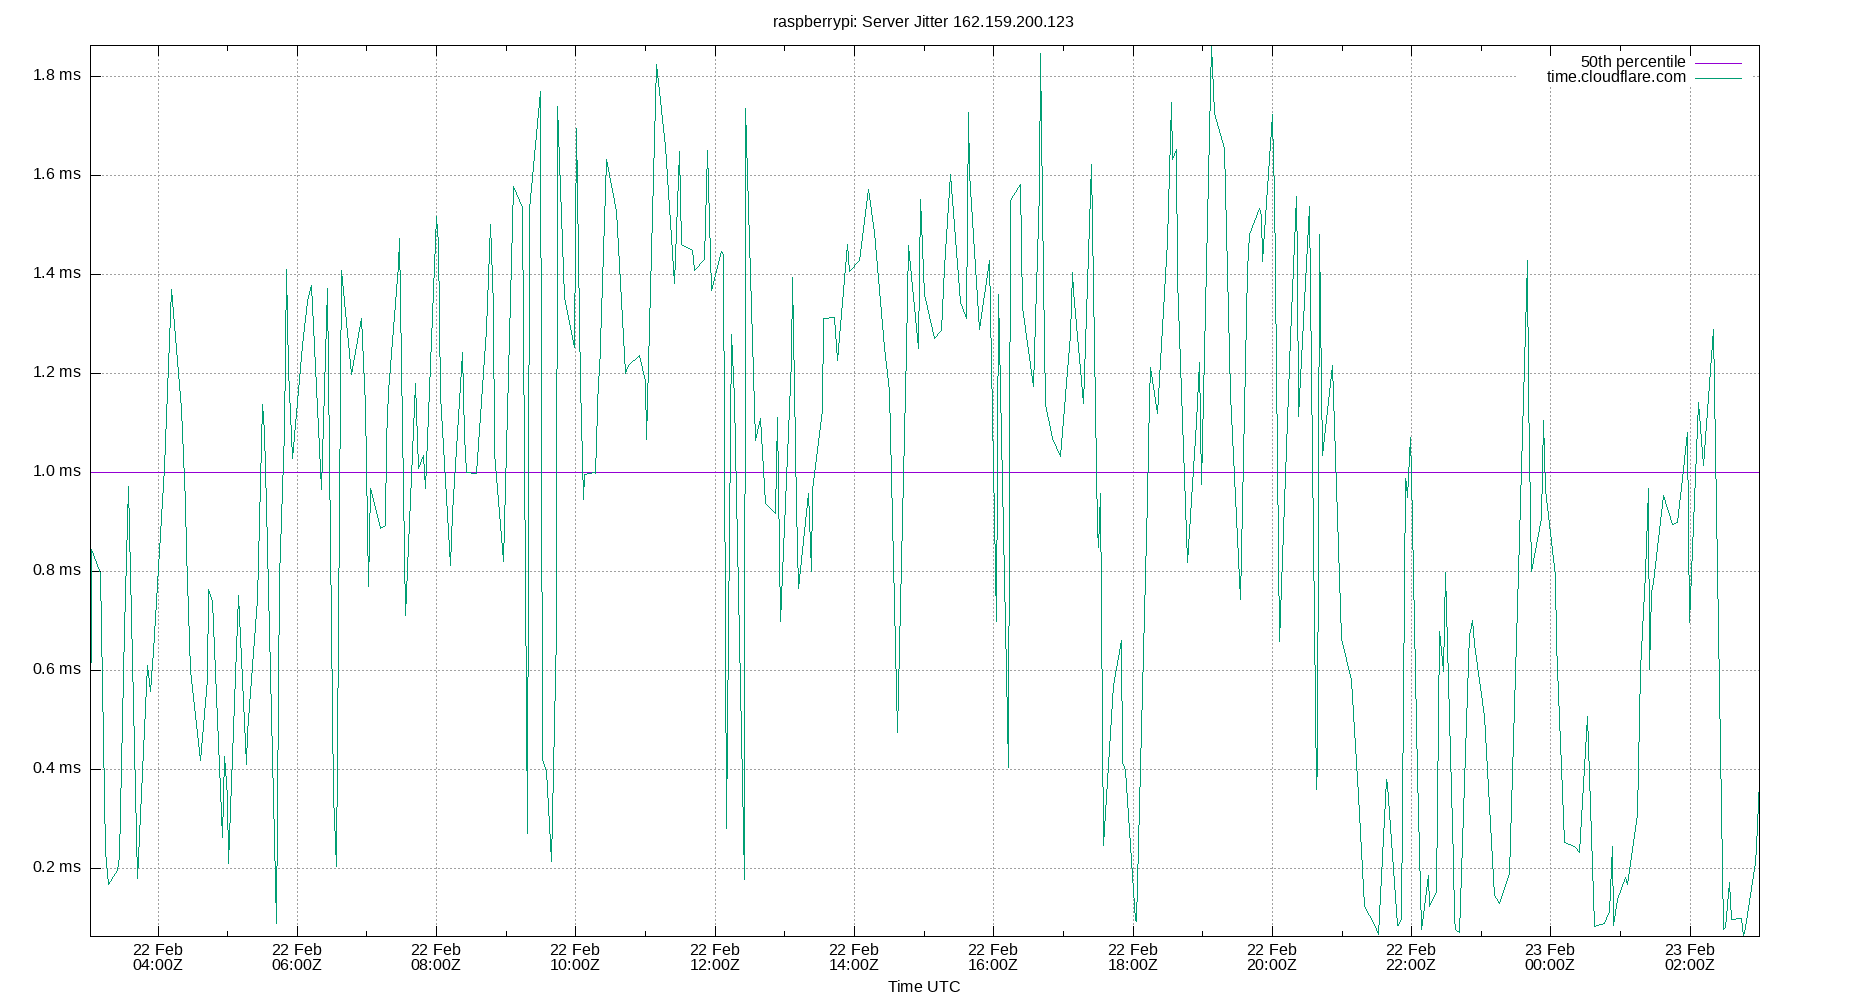 raspberrypi: Server Jitter 162.159.200.123
50th percentile
time.cloudflare.com
1.8 ms
1.6 ms
1.4 ms
1.2 ms
1.0 ms
0.8 ms
0.6 ms
0.4 ms
0.2 ms
22 Feb 22 Feb 22 Feb 22 Feb 22 Feb 22 Feb 22 Feb 22 Feb 22 Feb 22 Feb 23 Feb 23 Feb
04:00Z 06:00Z 08:00Z 10:00Z 12:00Z 14:00Z 16:00Z 18:00Z 20:00Z 22:00Z 00:00Z 02:00Z
Time UTC